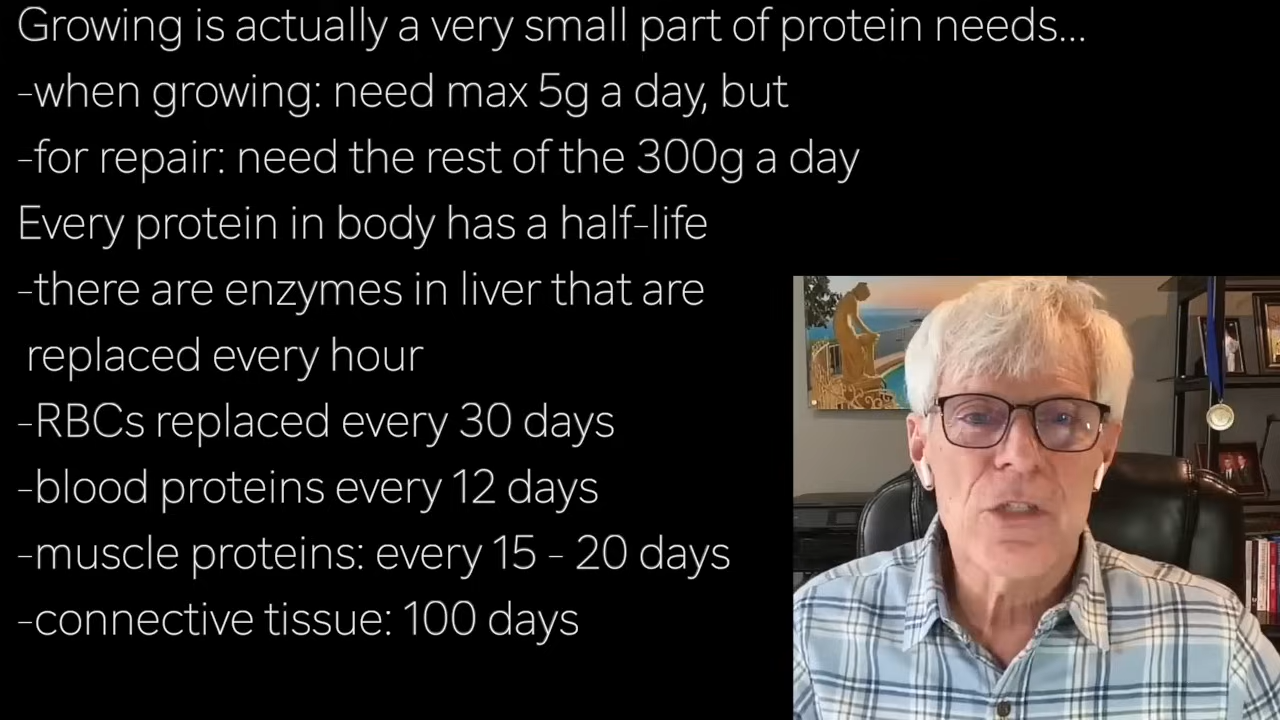 Growing is actually a very small part of protein needs...
-when growing: need max 5g a day, but
-for repair: need the rest of the 300g a day
Every protein in body has a half-life
-there are enzymes in liver that are
replaced every hour
-RBCs replaced every 30 days
-blood proteins every 12 days
-muscle proteins: every 15 - 20 days
-connective tissue: 100 days